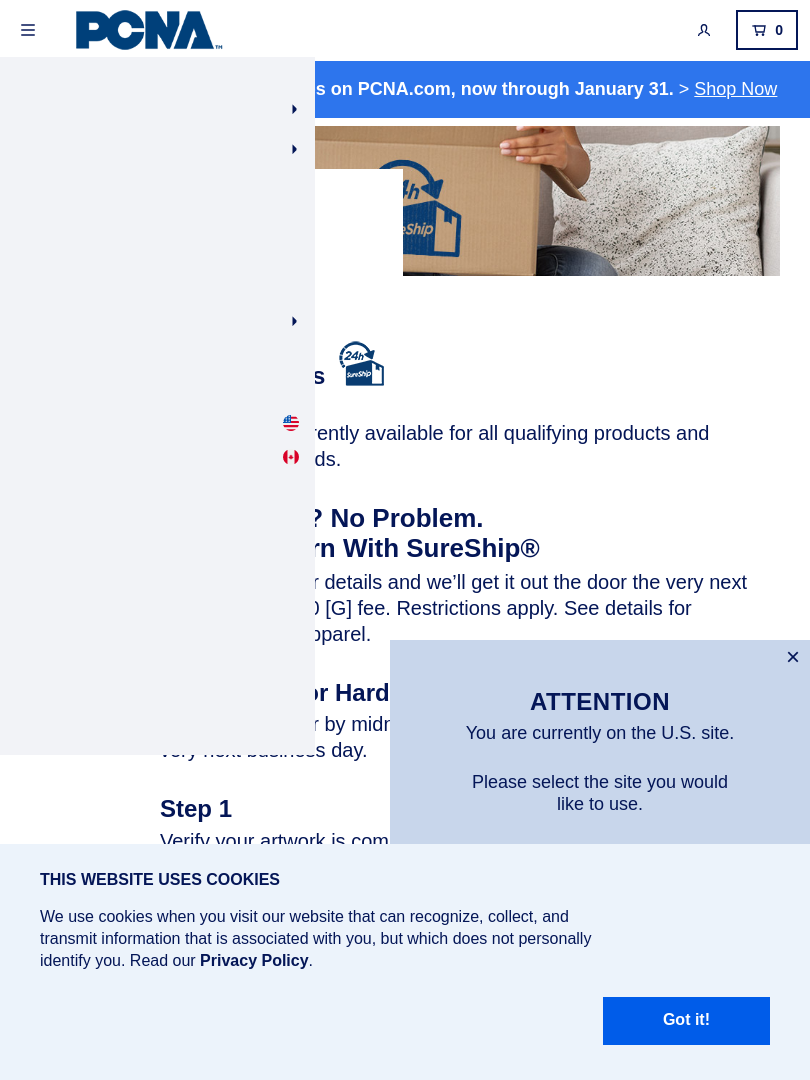 PCNA™
0
s on PCNA.com, now through January 31. > Shop Now
24h
SureShip
s
24h
SureShip
rently available for all qualifying products and
ds.
? No Problem.
rn With SureShip®
r details and we’ll get it out the door the very next
0 [G] fee. Restrictions apply. See details for
pparel.
or Hard
r by midn
very next business day.
Step 1
Verify your artwork is com
ATTENTION
You are currently on the U.S. site.
Please select the site you would
like to use.
THIS WEBSITE USES COOKIES
We use cookies when you visit our website that can recognize, collect, and
transmit information that is associated with you, but which does not personally
identify you. Read our Privacy Policy.
Got it!